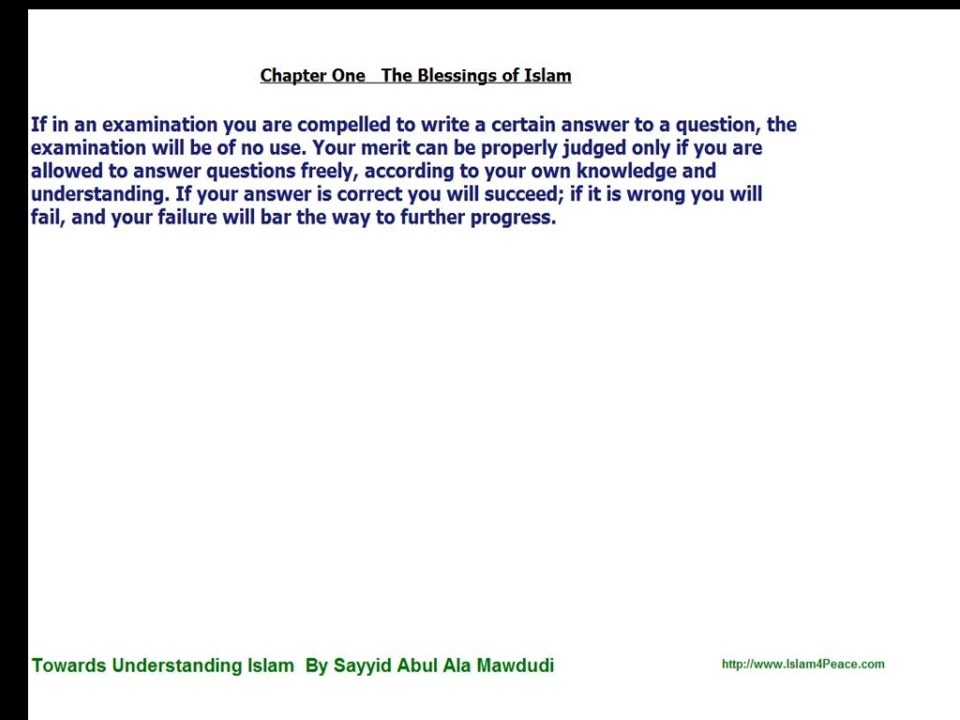 Chapter One The Blessings of Islam
If in an examination you are compelled to write a certain answer to a question, the
examination will be of no use. Your merit can be properly judged only if you are
allowed to answer questions freely, according to your own knowledge and
understanding. If your answer is correct you will succeed; if it is wrong you will
fail, and your failure will bar the way to further progress.
Towards Understanding Islam By Sayyid Abul Ala Mawdudi
http://www.Islam4Peace.com